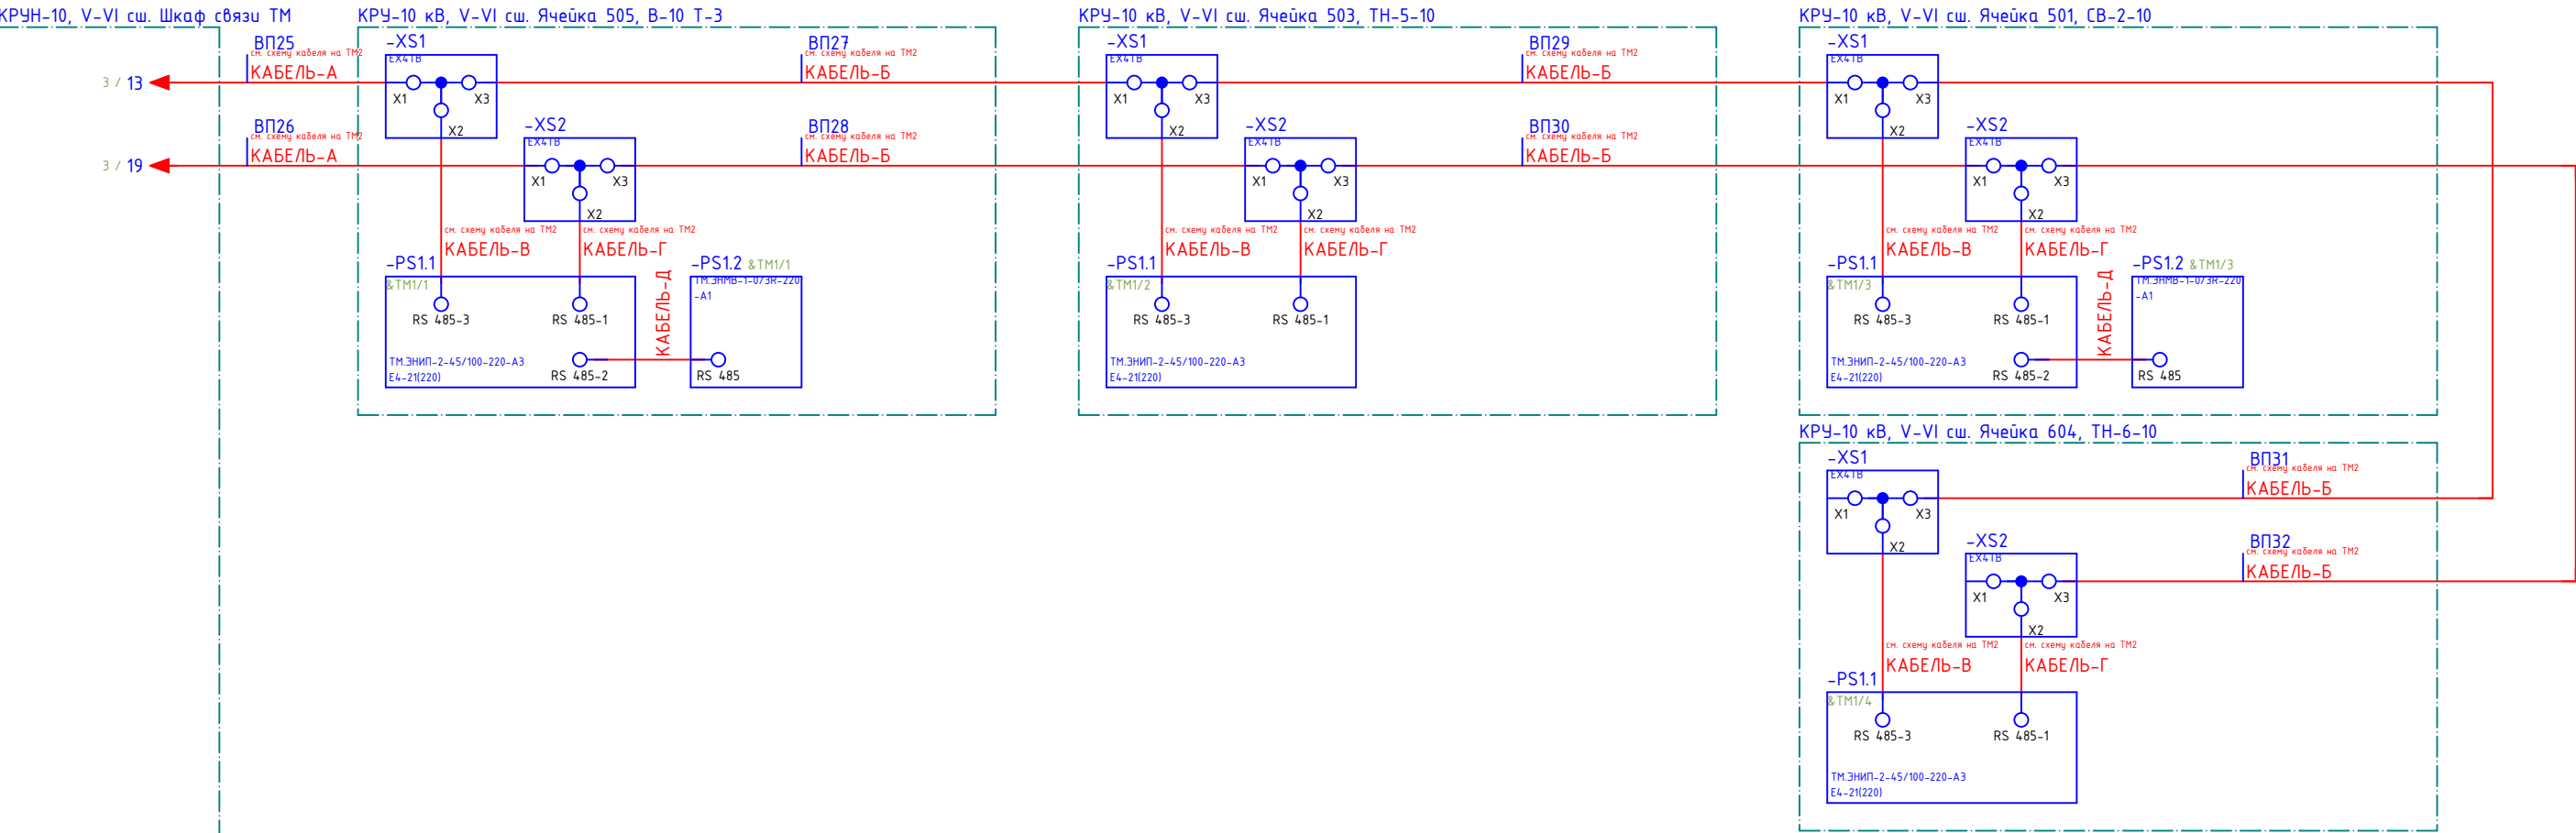 КРУН-10, V-VI сш. Шкаф связи ТМ
КРУ-10 кВ, V-VI сш. Ячейка 505, В-10 Т-3
КРУ-10 кВ, V-VI сш. Ячейка 503, ТН-5-10
КРУ-10 кВ, V-VI сш. Ячейка 501, СВ-2-10
ВП25
см. схему кабеля на ТМ2
КАБЕЛЬ-А
3 / 13
ВП26
см. схему кабеля на ТМ2
КАБЕЛЬ-А
3 / 19
-XS1
EX4TB
X1
X3
X2
ВП27
см. схему кабеля на ТМ2
КАБЕЛЬ-Б
-XS2
EX4TB
X1
X3
X2
ВП28
см. схему кабеля на ТМ2
КАБЕЛЬ-Б
см. схему кабеля на ТМ2
КАБЕЛЬ-В
см. схему кабеля на ТМ2
КАБЕЛЬ-Г
-PS1.1
&TM1/1
RS 485-3
RS 485-1
ТМ.ЭНИП-2-45/100-220-А3
Е4-21(220)
RS 485-2
КАБЕЛЬ-Д
-PS1.2 &TM1/1
ТМ.ЭНМВ-1-0/3R-220
-А1
RS 485
-XS1
EX4TB
X1
X3
X2
ВП29
см. схему кабеля на ТМ2
КАБЕЛЬ-Б
-XS2
EX4TB
X1
X3
X2
ВП30
см. схему кабеля на ТМ2
КАБЕЛЬ-Б
см. схему кабеля на ТМ2
КАБЕЛЬ-В
см. схему кабеля на ТМ2
КАБЕЛЬ-Г
-PS1.1
&TM1/2
RS 485-3
RS 485-1
ТМ.ЭНИП-2-45/100-220-А3
Е4-21(220)
-XS1
EX4TB
X1
X3
X2
-XS2
EX4TB
X1
X3
X2
см. схему кабеля на ТМ2
КАБЕЛЬ-В
см. схему кабеля на ТМ2
КАБЕЛЬ-Г
-PS1.1
&TM1/3
RS 485-3
RS 485-1
ТМ.ЭНИП-2-45/100-220-А3
Е4-21(220)
RS 485-2
КАБЕЛЬ-Д
-PS1.2 &TM1/3
ТМ.ЭНМВ-1-0/3R-220
-А1
RS 485
КРУ-10 кВ, V-VI сш. Ячейка 604, ТН-6-10
-XS1
EX4TB
X1
X3
X2
ВП31
см. схему кабеля на ТМ2
КАБЕЛЬ-Б
-XS2
EX4TB
X1
X3
X2
ВП32
см. схему кабеля на ТМ2
КАБЕЛЬ-Б
см. схему кабеля на ТМ2
КАБЕЛЬ-В
см. схему кабеля на ТМ2
КАБЕЛЬ-Г
-PS1.1
&TM1/4
RS 485-3
RS 485-1
ТМ.ЭНИП-2-45/100-220-А3
Е4-21(220)